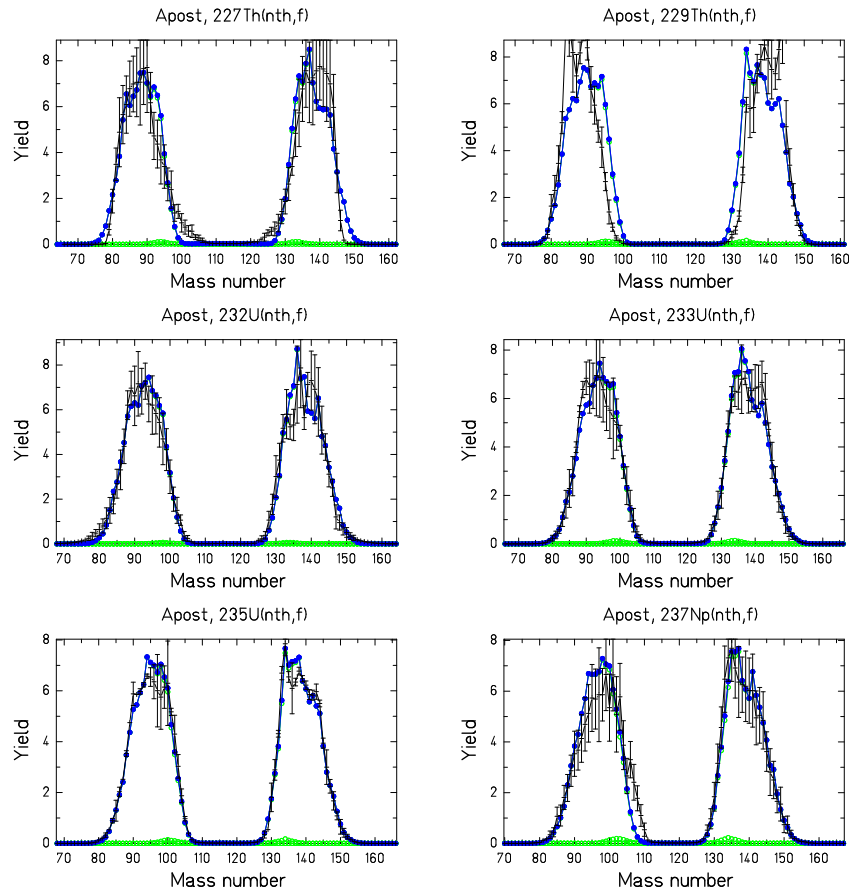 Apost, 227Th(nth,f)
Apost, 229Th(nth,f)
Yield
8
6
4
2
0
70 80 90 100 110 120 130 140 150 160
Mass number
Yield
8
6
4
2
0
70 80 90 100 110 120 130 140 150 160
Mass number
Apost, 232U(nth,f)
Apost, 233U(nth,f)
Yield
8
6
4
2
0
70 80 90 100 110 120 130 140 150 160
Mass number
Yield
8
6
4
2
0
70 80 90 100 110 120 130 140 150 160
Mass number
Apost, 235U(nth,f)
Apost, 237Np(nth,f)
Yield
8
6
4
2
0
70 80 90 100 110 120 130 140 150 160
Mass number
Yield
8
6
4
2
0
70 80 90 100 110 120 130 140 150 160
Mass number